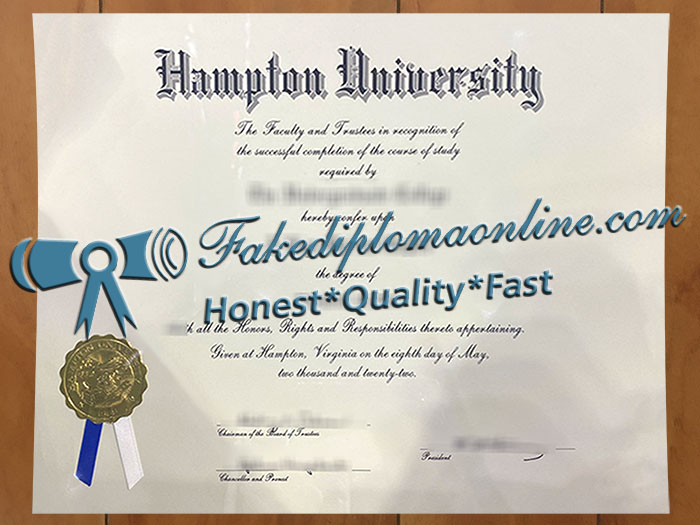 Hampton University
The Faculty and Trustees in recognition of
the successful completion of the course of study
required by
hereby confer upon
Fakediplomaonline.com
the degree of
Honest*Quality*Fast
all the Honors, Rights and Responsibilities thereto appertaining.
Given at Hampton, Virginia on the eighth day of May,
two thousand and twenty-two.
Chairman of the Board of Trustees
President
Chancellor and Provost